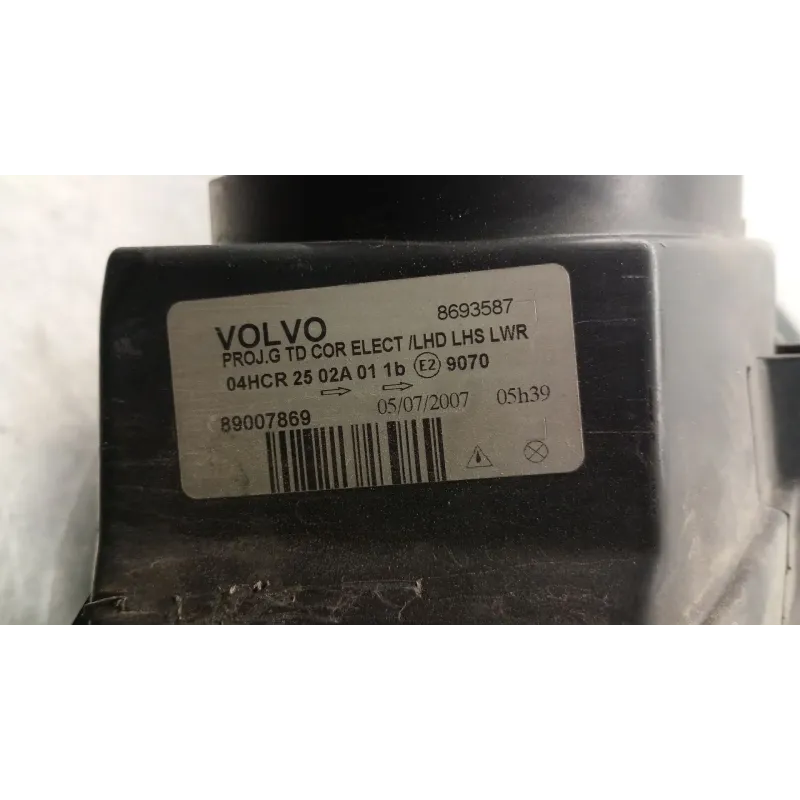 8693587
VOLVO
PROJ.G TD COR ELECT /LHD LHS LWR
04HCR 25 02A 01 1b E2 9070
89007869 05/07/2007 05h39